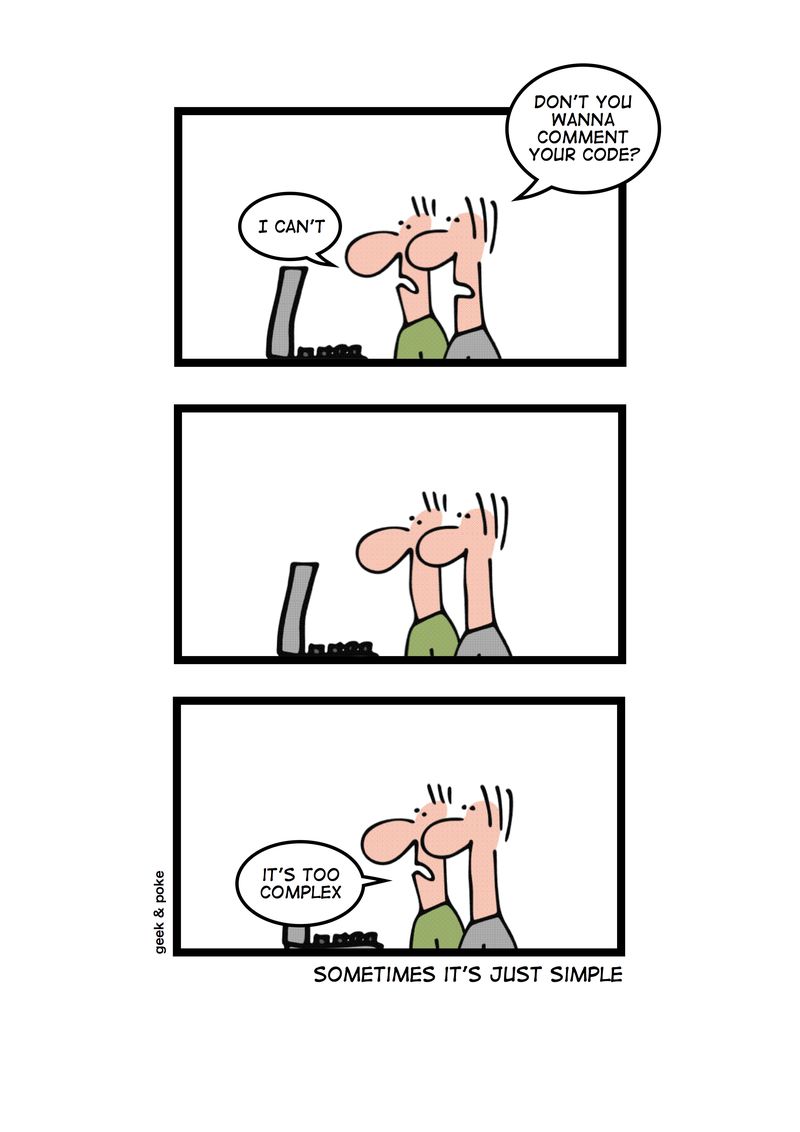 DON'T YOU
WANNA
COMMENT
YOUR CODE?
I CAN'T
IT'S TOO
COMPLEX
geek & poke
SOMETIMES IT'S JUST SIMPLE